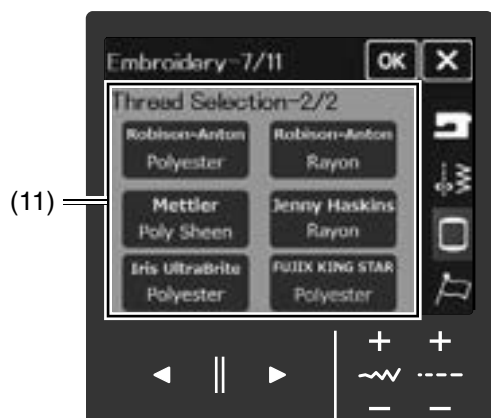 Embroidery-7/11 OK X
Thread Selection-2/2
Robison-Anton Robison-Anton
Polyester Rayon
(11)
Mettler Jenny Haskins
Poly Sheen Rayon
Iris UltraBrite FUJIX KING STAR
Polyester Polyester